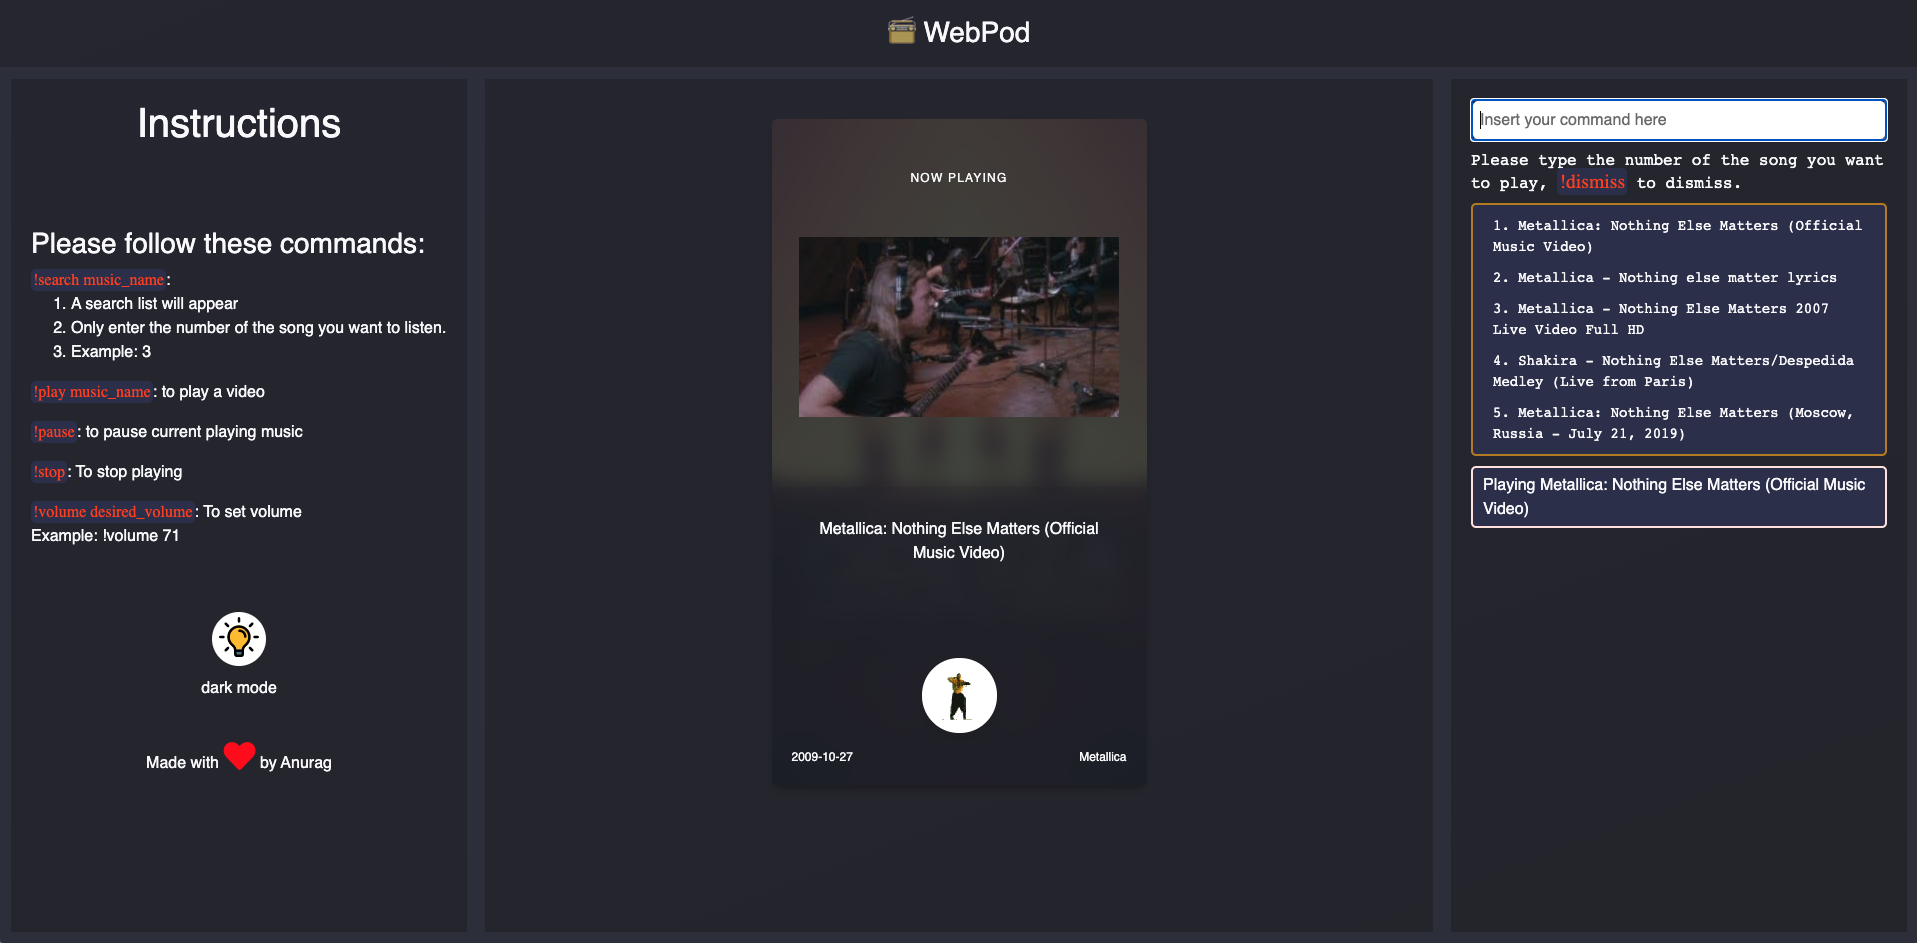 WebPod
Instructions
Please follow these commands:
!search music_name:
1. A search list will appear
2. Only enter the number of the song you want to listen.
3. Example: 3
!play music_name: to play a video
!pause: to pause current playing music
!stop: To stop playing
!volume desired_volume: To set volume
Example: !volume 71
dark mode
Made with by Anurag
NOW PLAYING
Metallica: Nothing Else Matters (Official
Music Video)
2009-10-27
Metallica
Insert your command here
Please type the number of the song you want
to play, !dismiss to dismiss.
1. Metallica: Nothing Else Matters (Official
Music Video)
2. Metallica - Nothing else matter lyrics
3. Metallica - Nothing Else Matters 2007
Live Video Full HD
4. Shakira - Nothing Else Matters/Despedida
Medley (Live from Paris)
5. Metallica: Nothing Else Matters (Moscow,
Russia - July 21, 2019)
Playing Metallica: Nothing Else Matters (Official Music
Video)